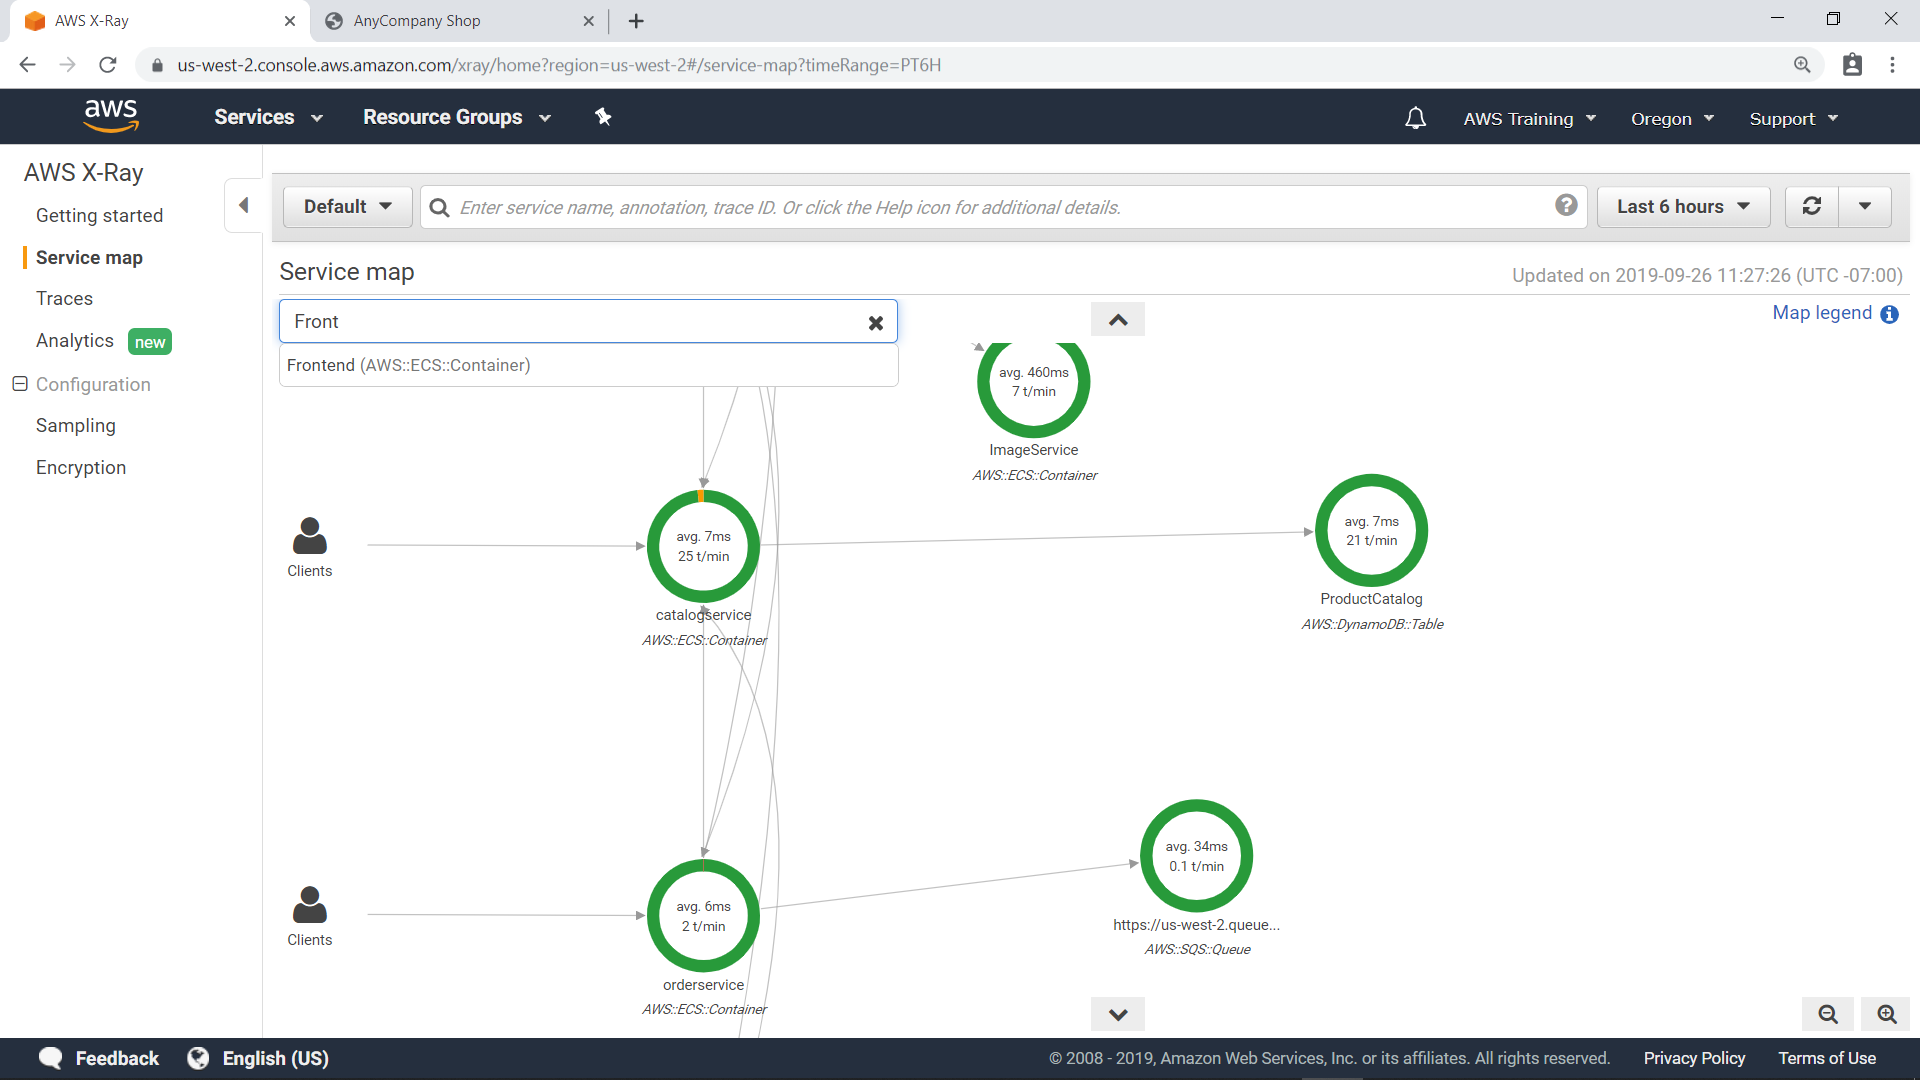 AWS X-Ray
AnyCompany Shop
us-west-2.console.aws.amazon.com/xray/home?region=us-west-2#/service-map?timeRange=PT6H
aws
Services
Resource Groups
AWS Training
Oregon
Support
AWS X-Ray
Getting started
Service map
Traces
Analytics new
Configuration
Sampling
Encryption
Default
Enter service name, annotation, trace ID. Or click the Help icon for additional details.
Last 6 hours
Service map
Updated on 2019-09-26 11:27:26 (UTC -07:00)
Front
Frontend (AWS::ECS::Container)
Map legend
avg. 460ms
7 t/min
ImageService
AWS::ECS::Container
Clients
avg. 7ms
25 t/min
catalogservice
AWS::ECS::Container
avg. 7ms
21 t/min
ProductCatalog
AWS::DynamoDB::Table
Clients
avg. 6ms
2 t/min
orderservice
AWS::ECS::Container
avg. 34ms
0.1 t/min
https://us-west-2.queue...
AWS::SQS::Queue
Feedback
English (US)
© 2008 - 2019, Amazon Web Services, Inc. or its affiliates. All rights reserved.
Privacy Policy
Terms of Use